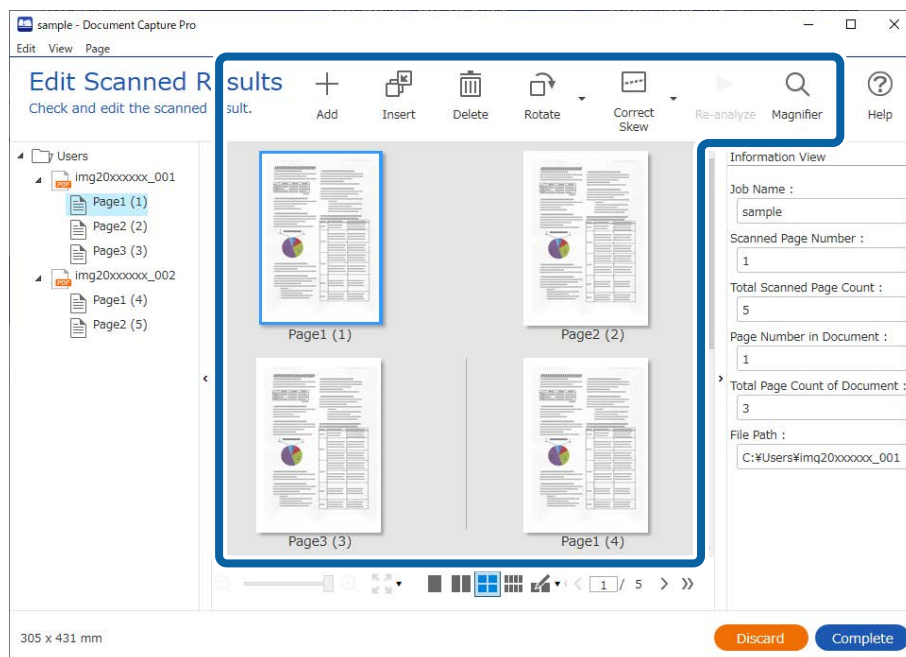 sample - Document Capture Pro
Edit View Page
Edit Scanned Results
Check and edit the scanned result.
Add
Insert
Delete
Rotate
Correct Skew
Re-analyze
Magnifier
Help
Users
img20xxxxxx_001
PDF
Page1 (1)
Page2 (2)
Page3 (3)
img20xxxxxx_002
PDF
Page1 (4)
Page2 (5)
Page1 (1)
Page2 (2)
Page3 (3)
Page1 (4)
Information View
Job Name :
sample
Scanned Page Number :
1
Total Scanned Page Count :
5
Page Number in Document :
1
Total Page Count of Document :
3
File Path :
C:¥Users¥img20xxxxxx_001
1 / 5
305 x 431 mm
Discard
Complete